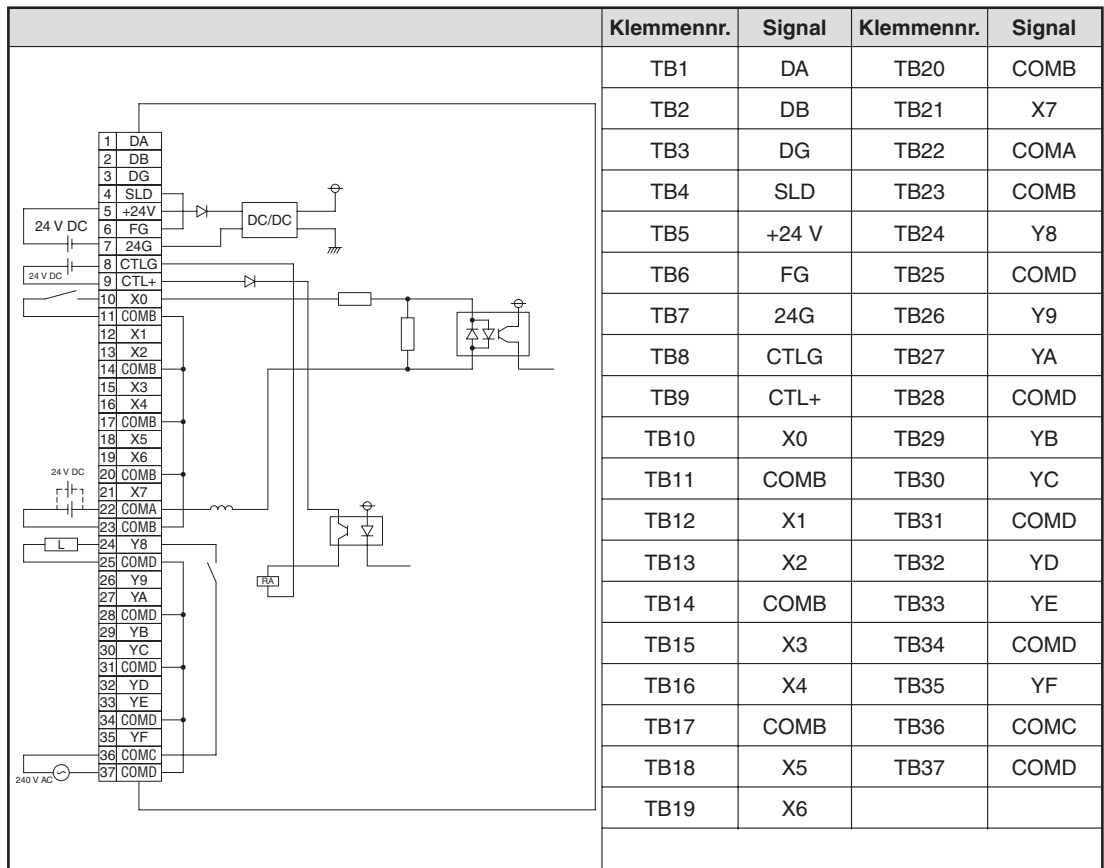 Klemmennr. Signal Klemmennr. Signal
TB1 DA TB20 COMB
TB2 DB TB21 X7
TB3 DG TB22 COMA
TB4 SLD TB23 COMB
TB5 +24 V TB24 Y8
TB6 FG TB25 COMD
TB7 24G TB26 Y9
TB8 CTLG TB27 YA
TB9 CTL+ TB28 COMD
TB10 X0 TB29 YB
TB11 COMB TB30 YC
TB12 X1 TB31 COMD
TB13 X2 TB32 YD
TB14 COMB TB33 YE
TB15 X3 TB34 COMD
TB16 X4 TB35 YF
TB17 COMB TB36 COMC
TB18 X5 TB37 COMD
TB19 X6
1 DA
2 DB
3 DG
4 SLD
5 +24V
6 FG
7 24G
8 CTLG
9 CTL+
10 X0
11 COMB
12 X1
13 X2
14 COMB
15 X3
16 X4
17 COMB
18 X5
19 X6
20 COMB
21 X7
22 COMA
23 COMB
24 Y8
25 COMD
26 Y9
27 YA
28 COMD
29 YB
30 YC
31 COMD
32 YD
33 YE
34 COMD
35 YF
36 COMC
37 COMD
24 V DC
24 V DC
24 V DC
L
240 V AC
DC/DC
RA